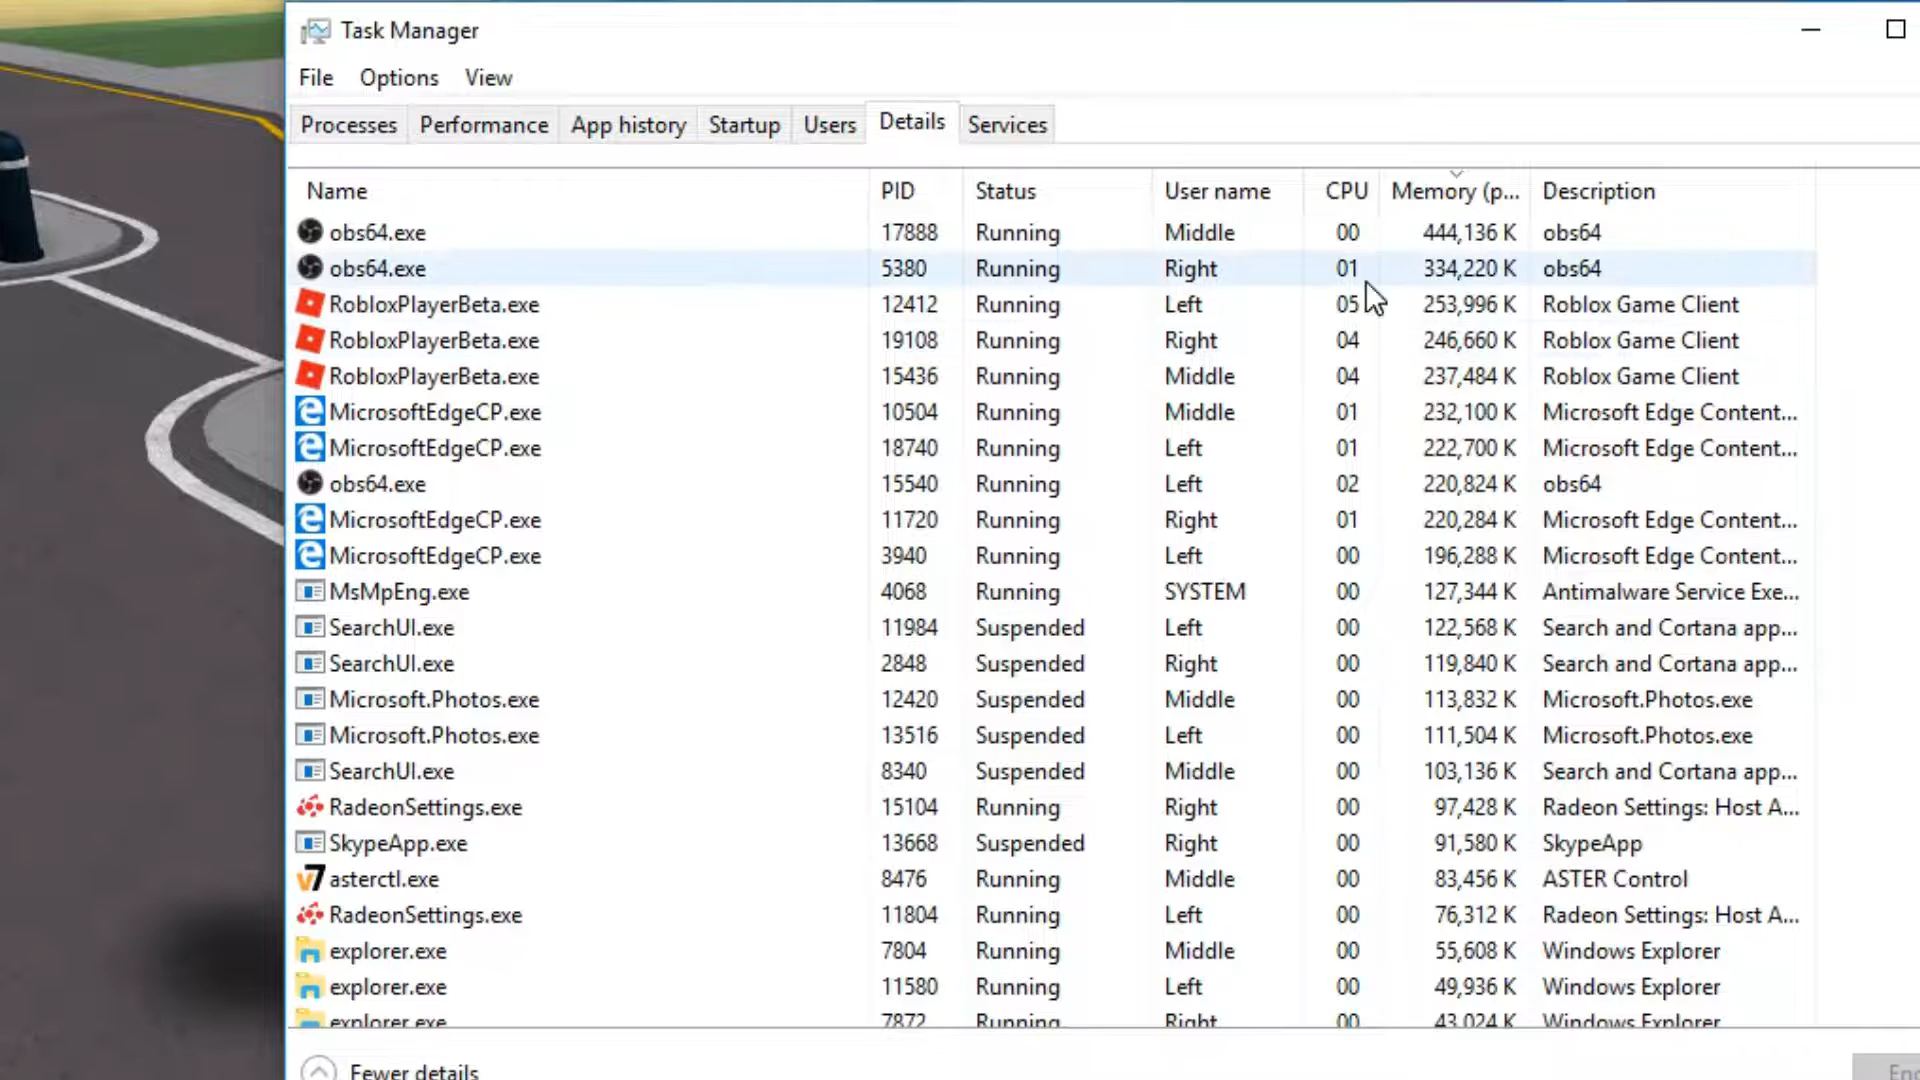 Task Manager
File Options View
Processes Performance App history Startup Users Details Services
Name PID Status User name CPU Memory (p... Description
obs64.exe 17888 Running Middle 00 444,136 K obs64
obs64.exe 5380 Running Right 01 334,220 K obs64
RobloxPlayerBeta.exe 12412 Running Left 05 253,996 K Roblox Game Client
RobloxPlayerBeta.exe 19108 Running Right 04 246,660 K Roblox Game Client
RobloxPlayerBeta.exe 15436 Running Middle 04 237,484 K Roblox Game Client
MicrosoftEdgeCP.exe 10504 Running Middle 01 232,100 K Microsoft Edge Content...
MicrosoftEdgeCP.exe 18740 Running Left 01 222,700 K Microsoft Edge Content...
obs64.exe 15540 Running Left 02 220,824 K obs64
MicrosoftEdgeCP.exe 11720 Running Right 01 220,284 K Microsoft Edge Content...
MicrosoftEdgeCP.exe 3940 Running Left 00 196,288 K Microsoft Edge Content...
MsMpEng.exe 4068 Running SYSTEM 00 127,344 K Antimalware Service Exe...
SearchUI.exe 11984 Suspended Left 00 122,568 K Search and Cortana app...
SearchUI.exe 2848 Suspended Right 00 119,840 K Search and Cortana app...
Microsoft.Photos.exe 12420 Suspended Middle 00 113,832 K Microsoft.Photos.exe
Microsoft.Photos.exe 13516 Suspended Left 00 111,504 K Microsoft.Photos.exe
SearchUI.exe 8340 Suspended Middle 00 103,136 K Search and Cortana app...
RadeonSettings.exe 15104 Running Right 00 97,428 K Radeon Settings: Host A...
SkypeApp.exe 13668 Suspended Right 00 91,580 K SkypeApp
v7 asterctl.exe 8476 Running Middle 00 83,456 K ASTER Control
RadeonSettings.exe 11804 Running Left 00 76,312 K Radeon Settings: Host A...
explorer.exe 7804 Running Middle 00 55,608 K Windows Explorer
explorer.exe 11580 Running Left 00 49,936 K Windows Explorer
explorer.exe 7872 Running Right 00 43,024 K Windows Explorer
Fewer details